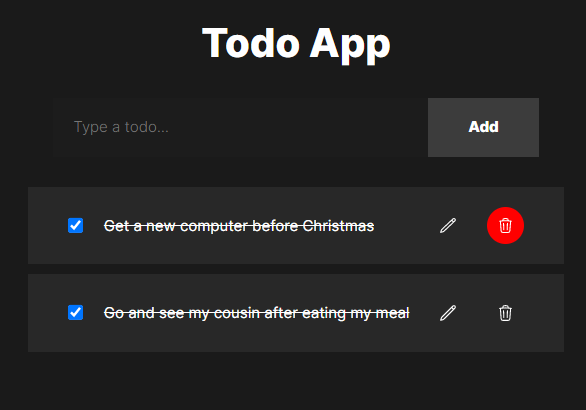 Todo App
Type a todo...
Add
Get a new computer before Christmas
Go and see my cousin after eating my meal